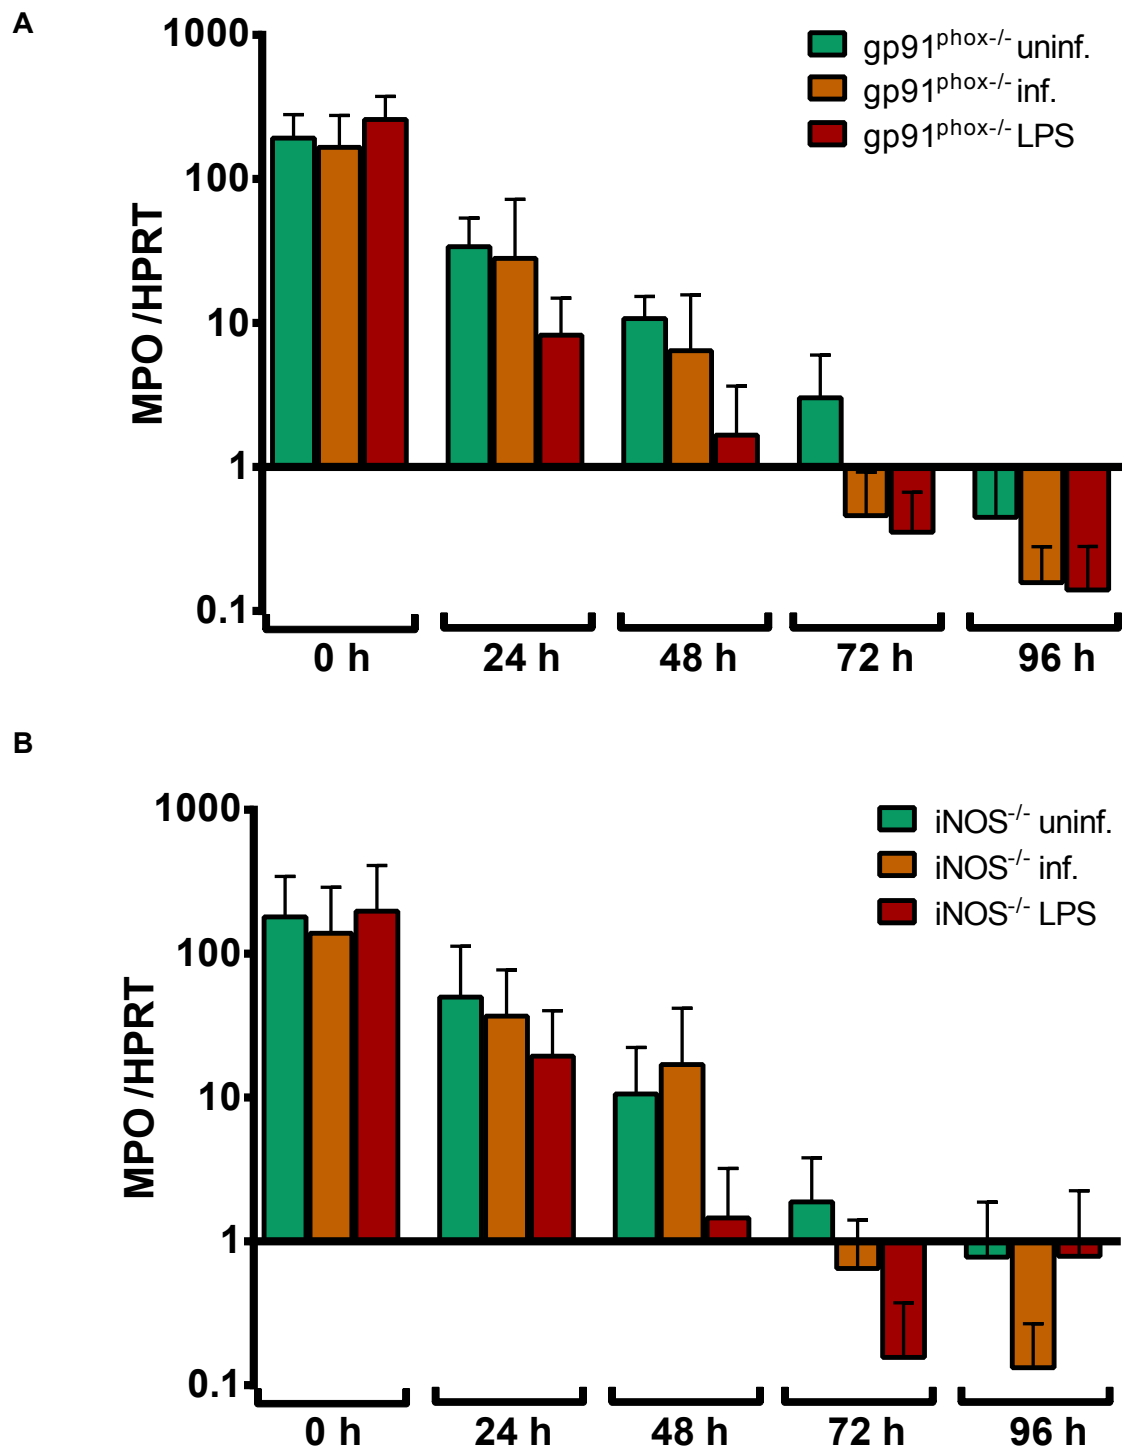 A
1000
100
10
1
0.1
MPO /HPRT
gp91phox-/- uninf.
gp91phox-/- inf.
gp91phox-/- LPS
0 h
24 h
48 h
72 h
96 h
B
1000
100
10
1
0.1
MPO /HPRT
iNOS-/- uninf.
iNOS-/- inf.
iNOS-/- LPS
0 h
24 h
48 h
72 h
96 h